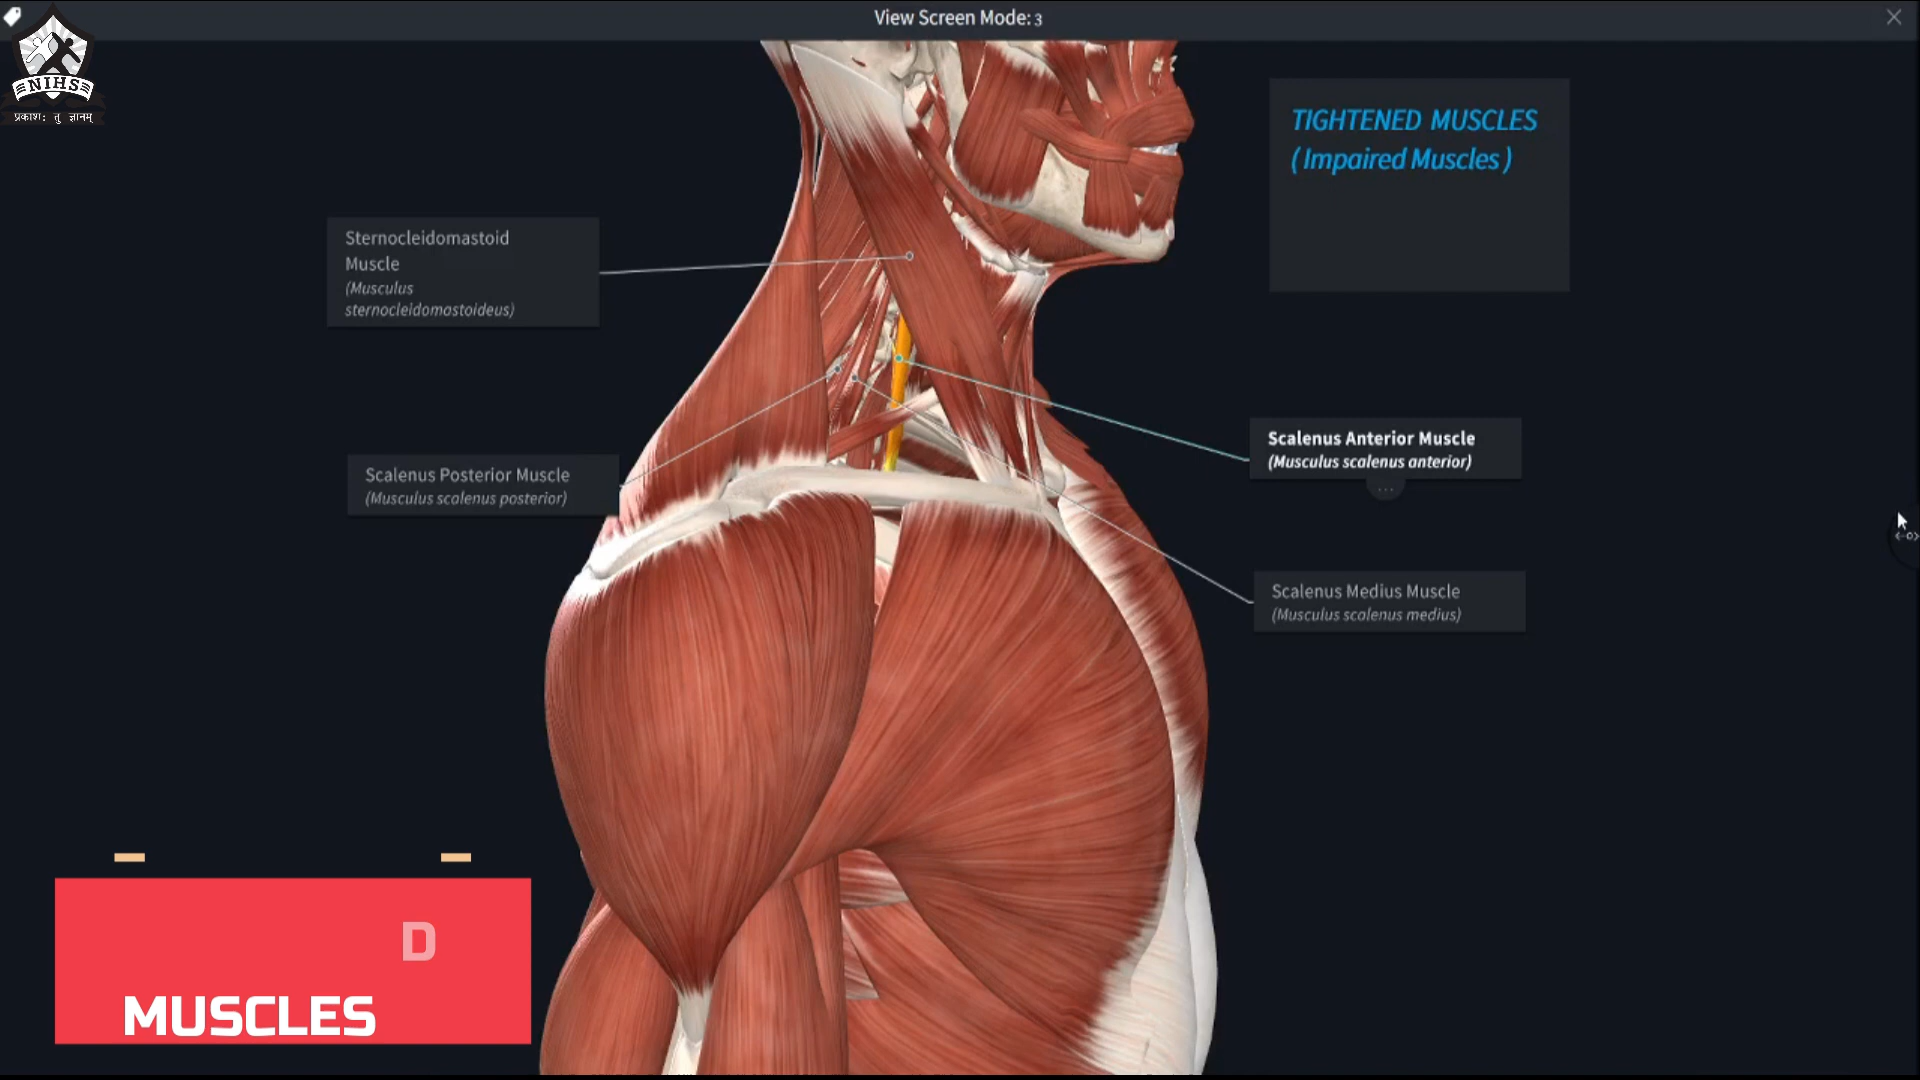 View Screen Mode: 3
NIHS
प्रकाशः तु ज्ञानम्
TIGHTENED MUSCLES
(Impaired Muscles)
Sternocleidomastoid
Muscle
(Musculus
sternocleidomastoideus)
Scalenus Anterior Muscle
(Musculus scalenus anterior)
...
Scalenus Posterior Muscle
(Musculus scalenus posterior)
Scalenus Medius Muscle
(Musculus scalenus medius)
D
MUSCLES